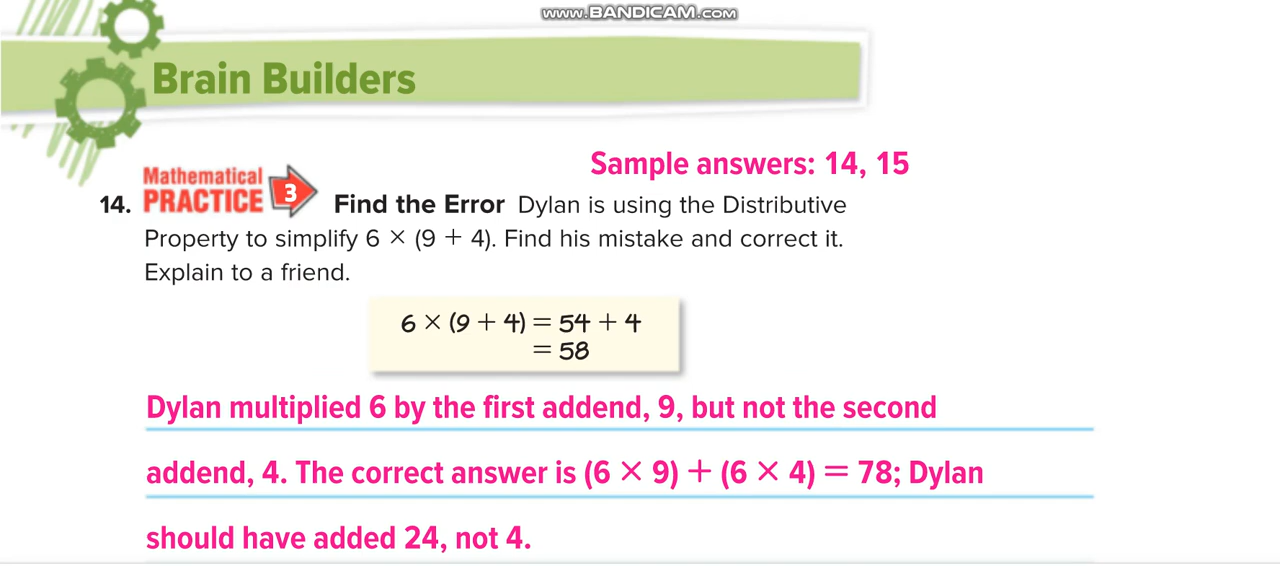 www.BANDICAM.com
Brain Builders
Sample answers: 14, 15
Mathematical
14. PRACTICE 3 Find the Error Dylan is using the Distributive
Property to simplify 6 × (9 + 4). Find his mistake and correct it.
Explain to a friend.
6 × (9 + 4) = 54 + 4
= 58
Dylan multiplied 6 by the first addend, 9, but not the second
addend, 4. The correct answer is (6 × 9) + (6 × 4) = 78; Dylan
should have added 24, not 4.